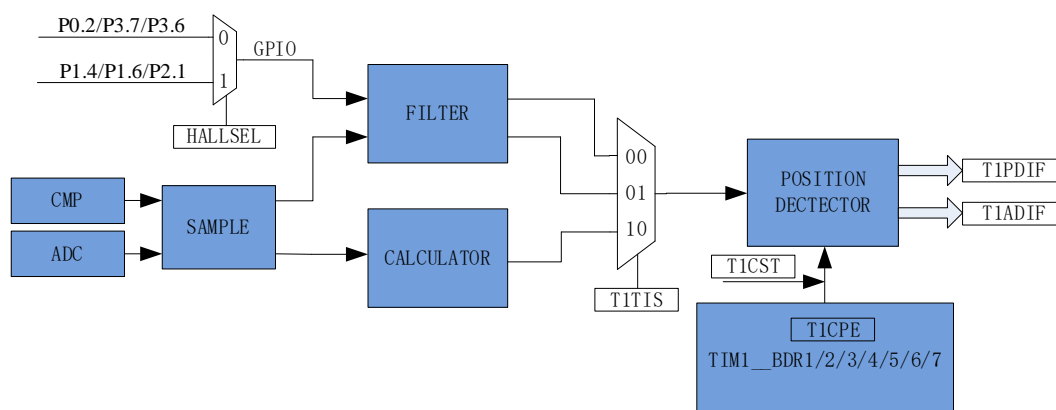 P0.2/P3.7/P3.6
0
GPIO
P1.4/P1.6/P2.1
1
HALLSEL
FILTER
CMP
ADC
SAMPLE
CALCULATOR
00
01
10
T1TIS
POSITION
DECTECTOR
T1PDIF
T1ADIF
T1CST
T1CPE
TIM1__BDR1/2/3/4/5/6/7